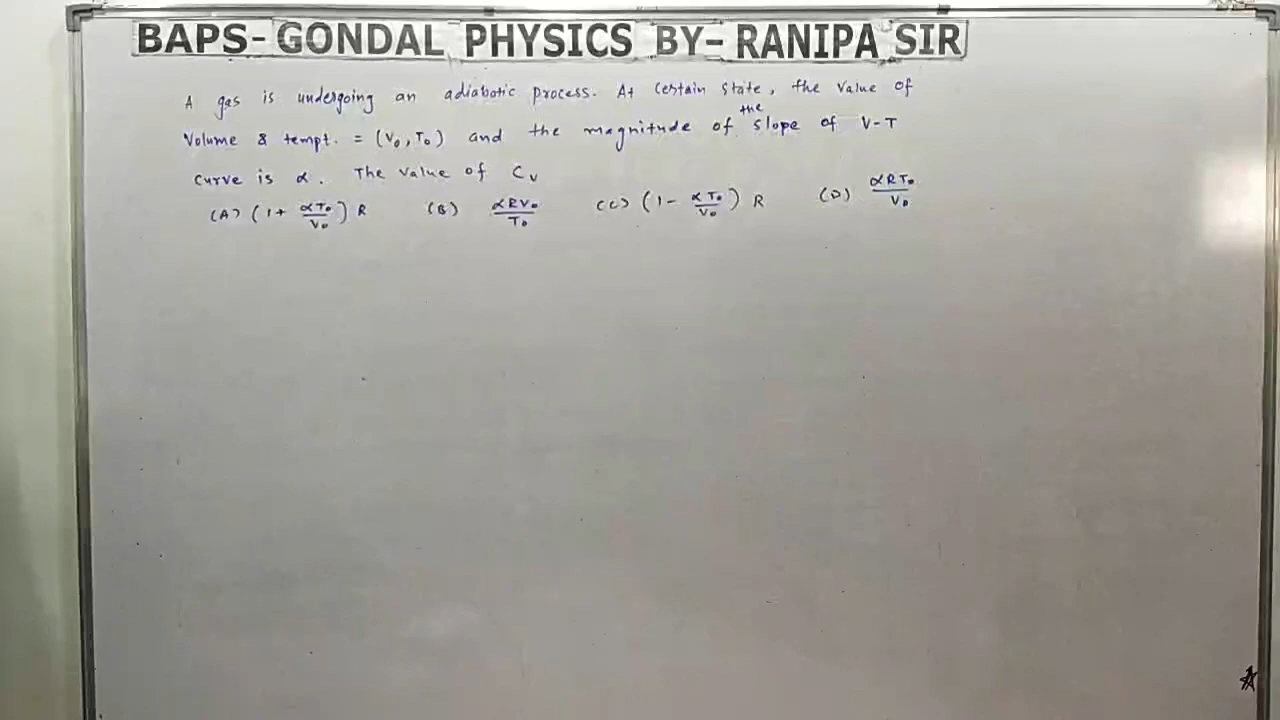 BAPS-GONDAL PHYSICS BY-RANIPA SIR
A gas is undergoing an adiabotic process. At certain state, the value of
Volume & tempt. = (V₀, T₀) and the magnitude of the slope of V-T
curve is α. The value of Cᵥ
(A) (1 + αT₀/V₀) R (B) αRV₀/T₀ (C) (1 - αT₀/V₀) R (D) αRT₀/V₀